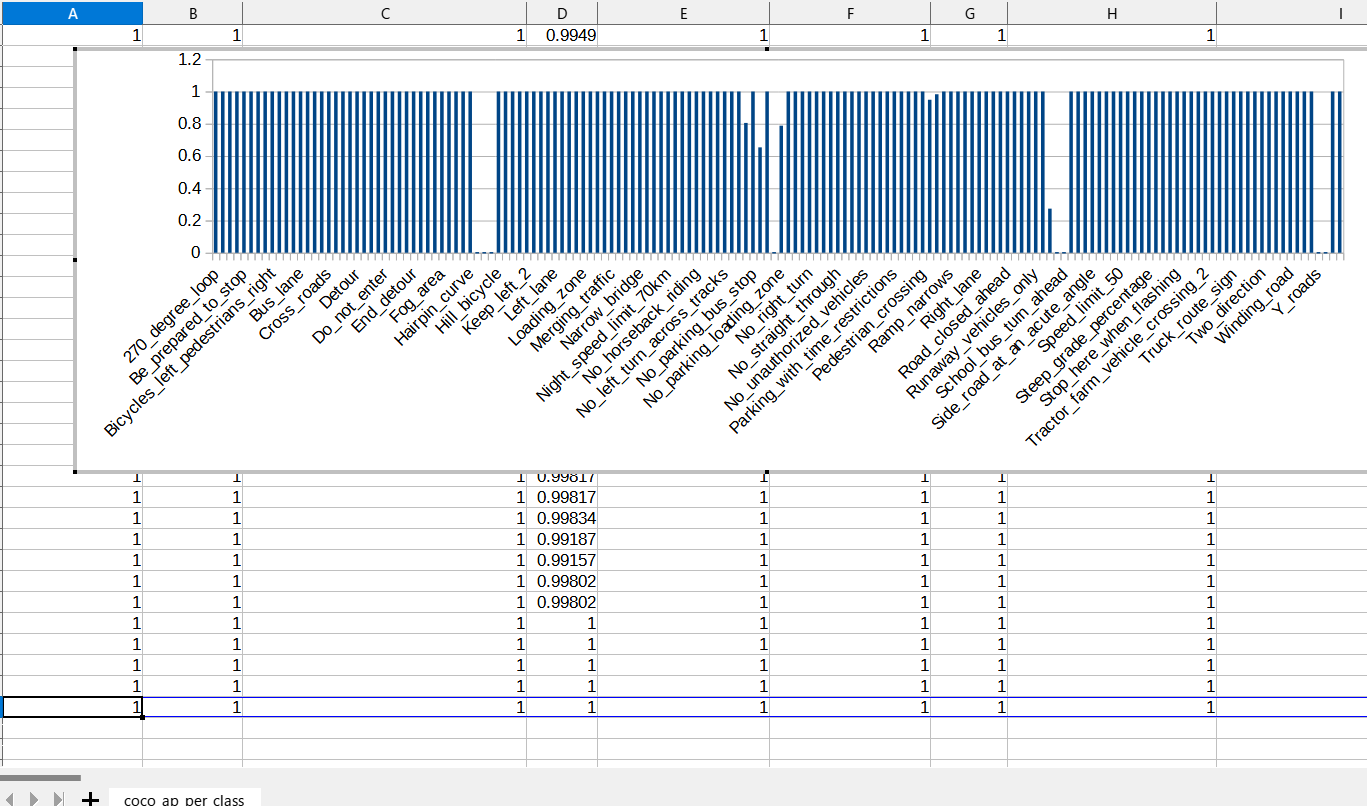 A B C D E F G H I
1 1 1 0.9949 1 1 1 1
1.2
1
0.8
0.6
0.4
0.2
0
270_degree_loop
Be_prepared_to_stop
Bicycles_left_pedestrians_right
Bus_lane
Cross_roads
Detour
Do_not_enter
End_detour
Fog_area
Hairpin_curve
Hill_bicycle
Keep_left_2
Left_lane
Loading_zone
Merging_traffic
Narrow_bridge
Night_speed_limit_70km
No_horseback_riding
No_left_turn_across_tracks
No_parking_bus_stop
No_parking_loading_zone
No_right_turn
No_straight_through
No_unauthorized_vehicles
Parking_with_time_restrictions
Pedestrian_crossing
Ramp_narrows
Right_lane
Road_closed_ahead
Runaway_vehicles_only
School_bus_turn_ahead
Side_road_at_an_acute_angle
Speed_limit_50
Steep_grade_percentage
Stop_here_when_flashing
Tractor_farm_vehicle_crossing_2
Truck_route_sign
Two_direction
Winding_road
Y_roads
1 1 1 0.99817 1 1 1 1
1 1 1 0.99817 1 1 1 1
1 1 1 0.99834 1 1 1 1
1 1 1 0.99187 1 1 1 1
1 1 1 0.99157 1 1 1 1
1 1 1 0.99802 1 1 1 1
1 1 1 0.99802 1 1 1 1
1 1 1 1 1 1 1 1
1 1 1 1 1 1 1 1
1 1 1 1 1 1 1 1
1 1 1 1 1 1 1 1
1 1 1 1 1 1 1 1
coco_ap_per_class